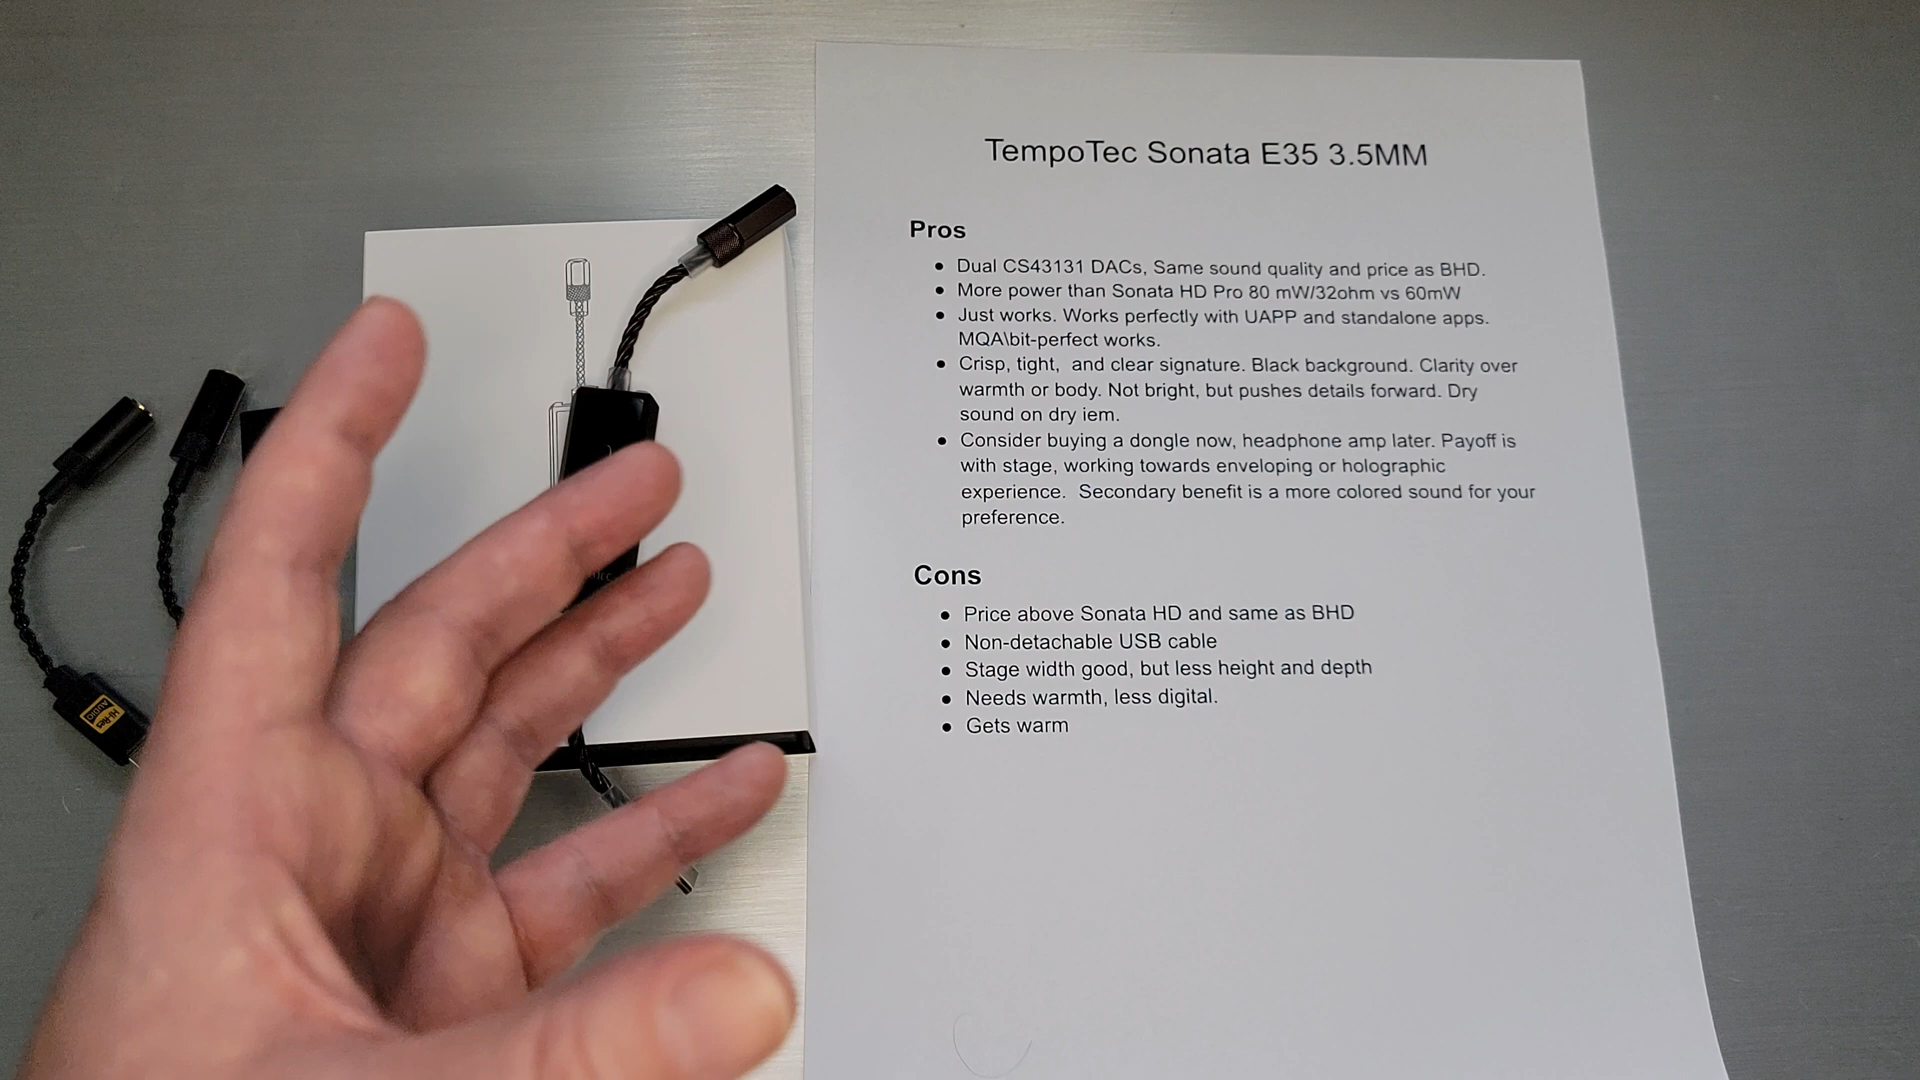 TempoTec Sonata E35 3.5MM
Pros
• Dual CS43131 DACs, Same sound quality and price as BHD.
• More power than Sonata HD Pro 80 mW/32ohm vs 60mW
• Just works. Works perfectly with UAPP and standalone apps.
MQA\bit-perfect works.
• Crisp, tight,  and clear signature. Black background. Clarity over
warmth or body. Not bright, but pushes details forward. Dry
sound on dry iem.
• Consider buying a dongle now, headphone amp later. Payoff is
with stage, working towards enveloping or holographic
experience.  Secondary benefit is a more colored sound for your
preference.
Cons
• Price above Sonata HD and same as BHD
• Non-detachable USB cable
• Stage width good, but less height and depth
• Needs warmth, less digital.
• Gets warm
Hi-Res
AUDIO